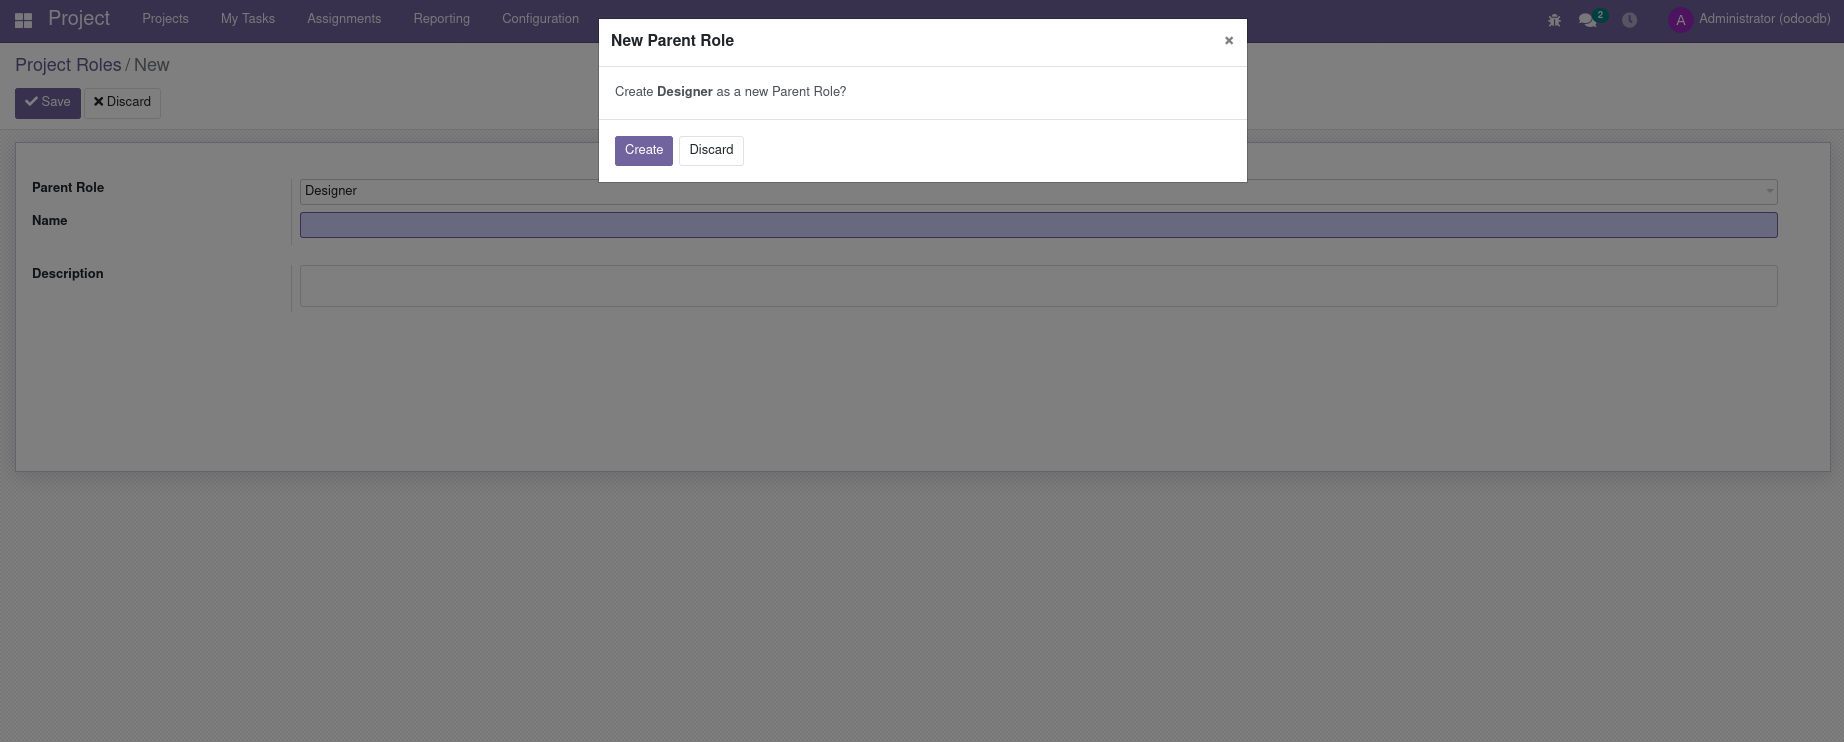 Project Projects My Tasks Assignments Reporting Configuration 2 A Administrator (odoodb)
Project Roles / New
Save Discard
New Parent Role ×
Create Designer as a new Parent Role?
Create Discard
Parent Role Designer
Name
Description